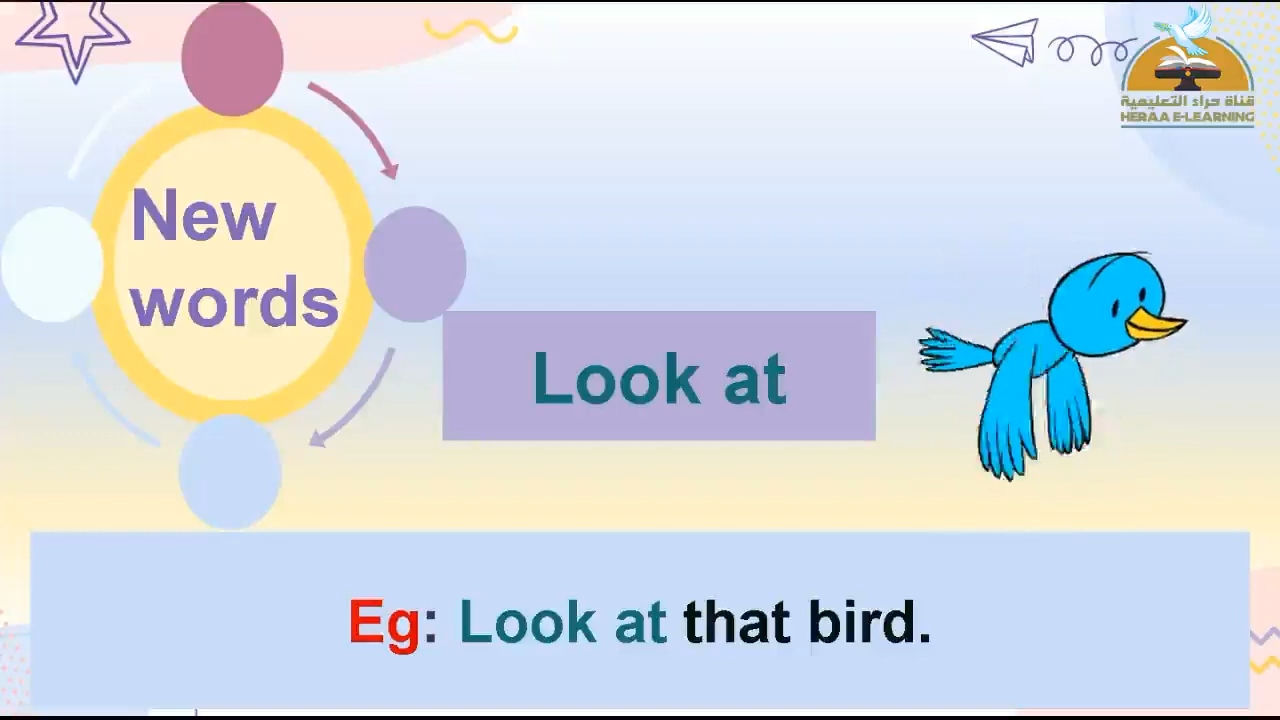 قناة حراء التعليمية
HERAA E-LEARNING
New
words
Look at
Eg: Look at that bird.